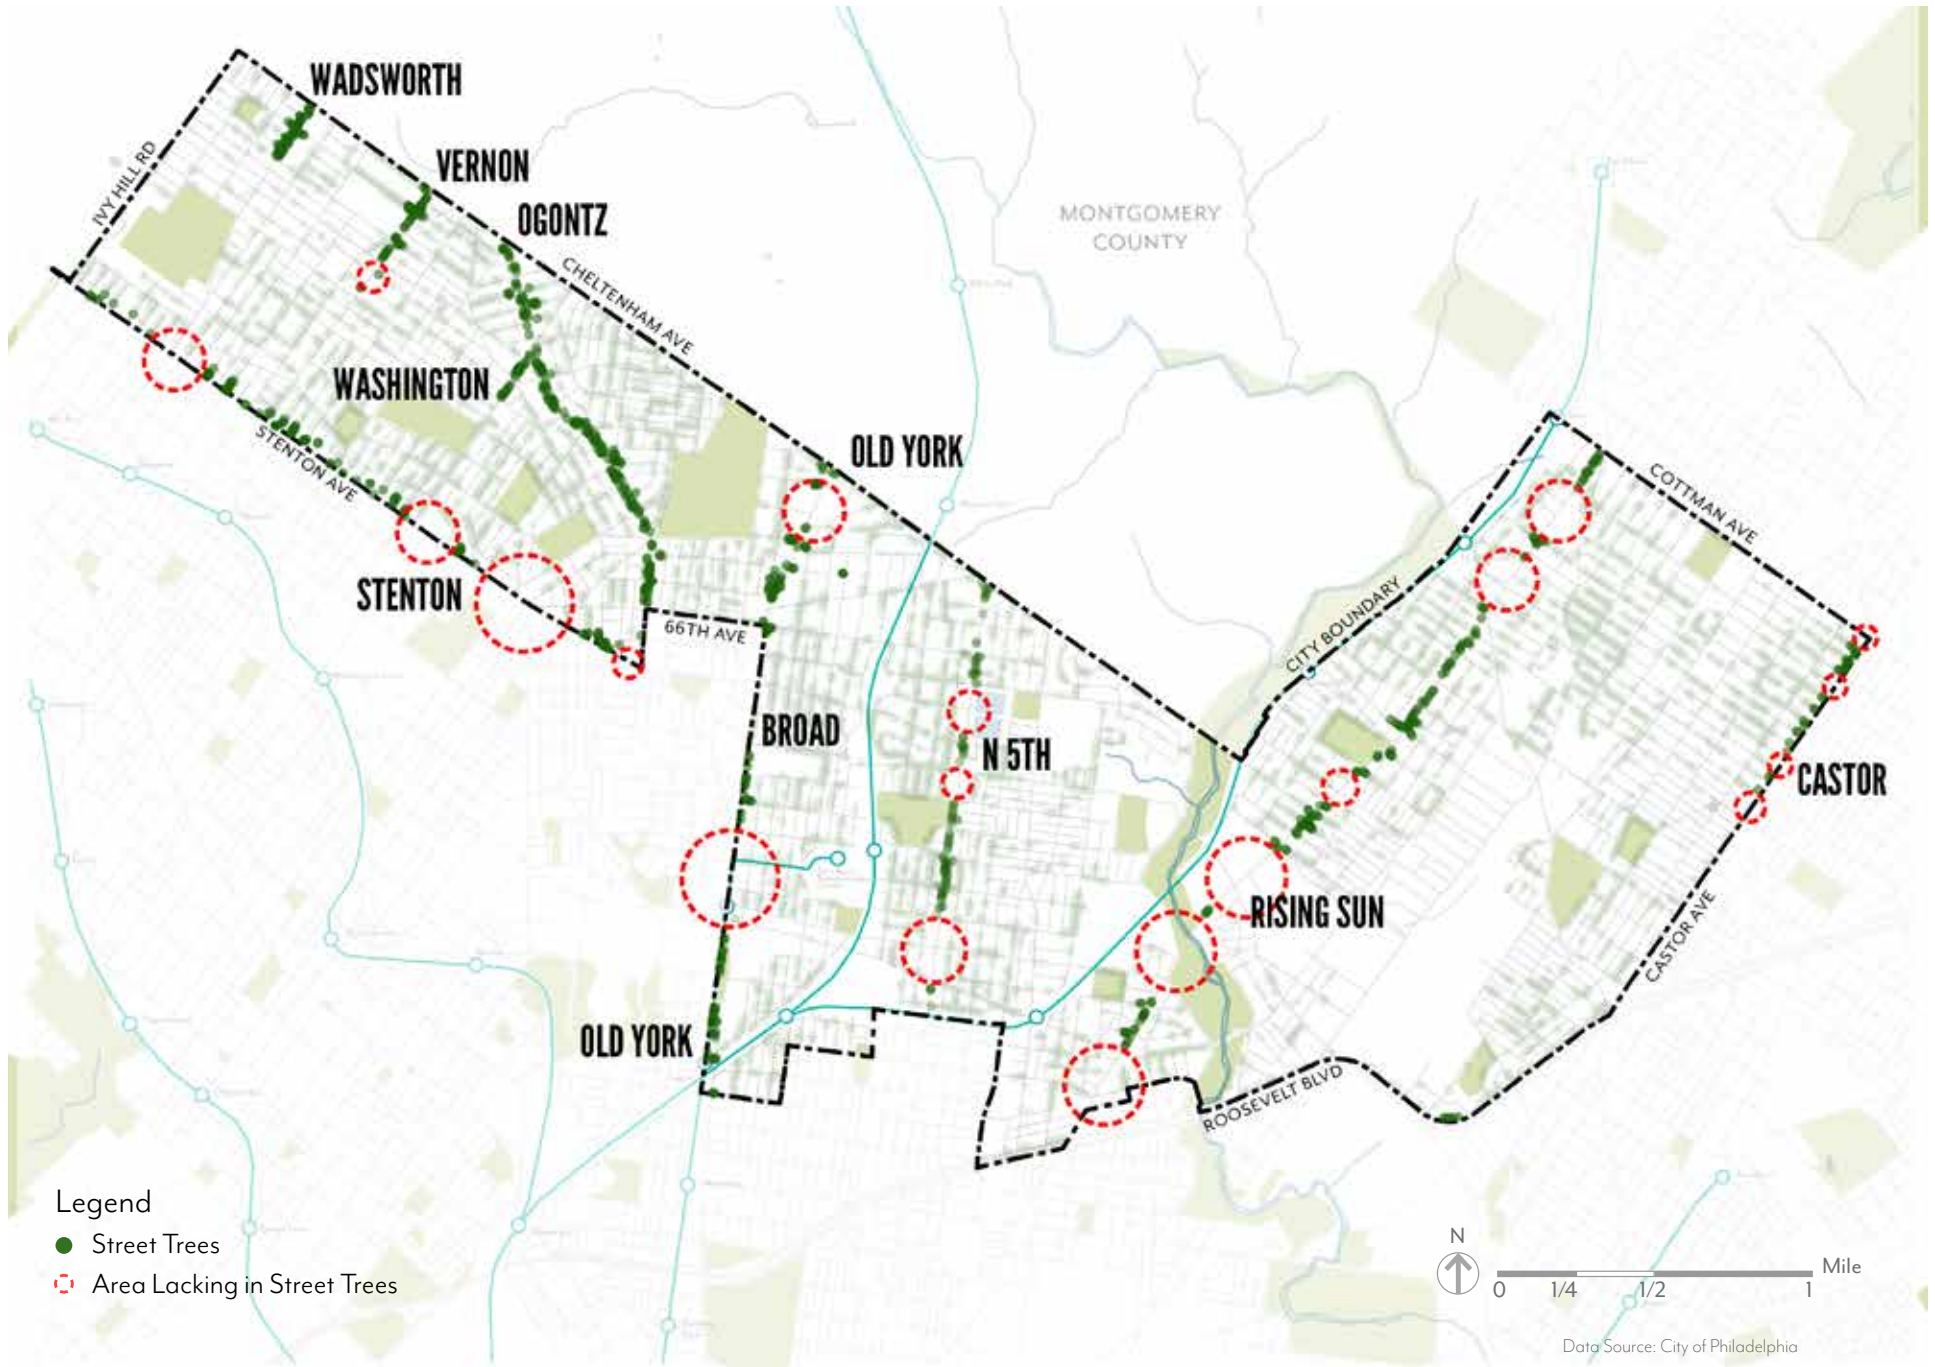 WADSWORTH
VERNON
OGONTZ
IVY HILL RD
CHELTENHAM AVE
MONTGOMERY
COUNTY
WASHINGTON
STENTON AVE
OLD YORK
COTTMAN AVE
STENTON
66TH AVE
CITY BOUNDARY
BROAD
N 5TH
CASTOR
RISING SUN
CASTOR AVE
OLD YORK
ROOSEVELT BLVD
Legend
Street Trees
Area Lacking in Street Trees
N
Mile
0 1/4 1/2 1
Data Source: City of Philadelphia